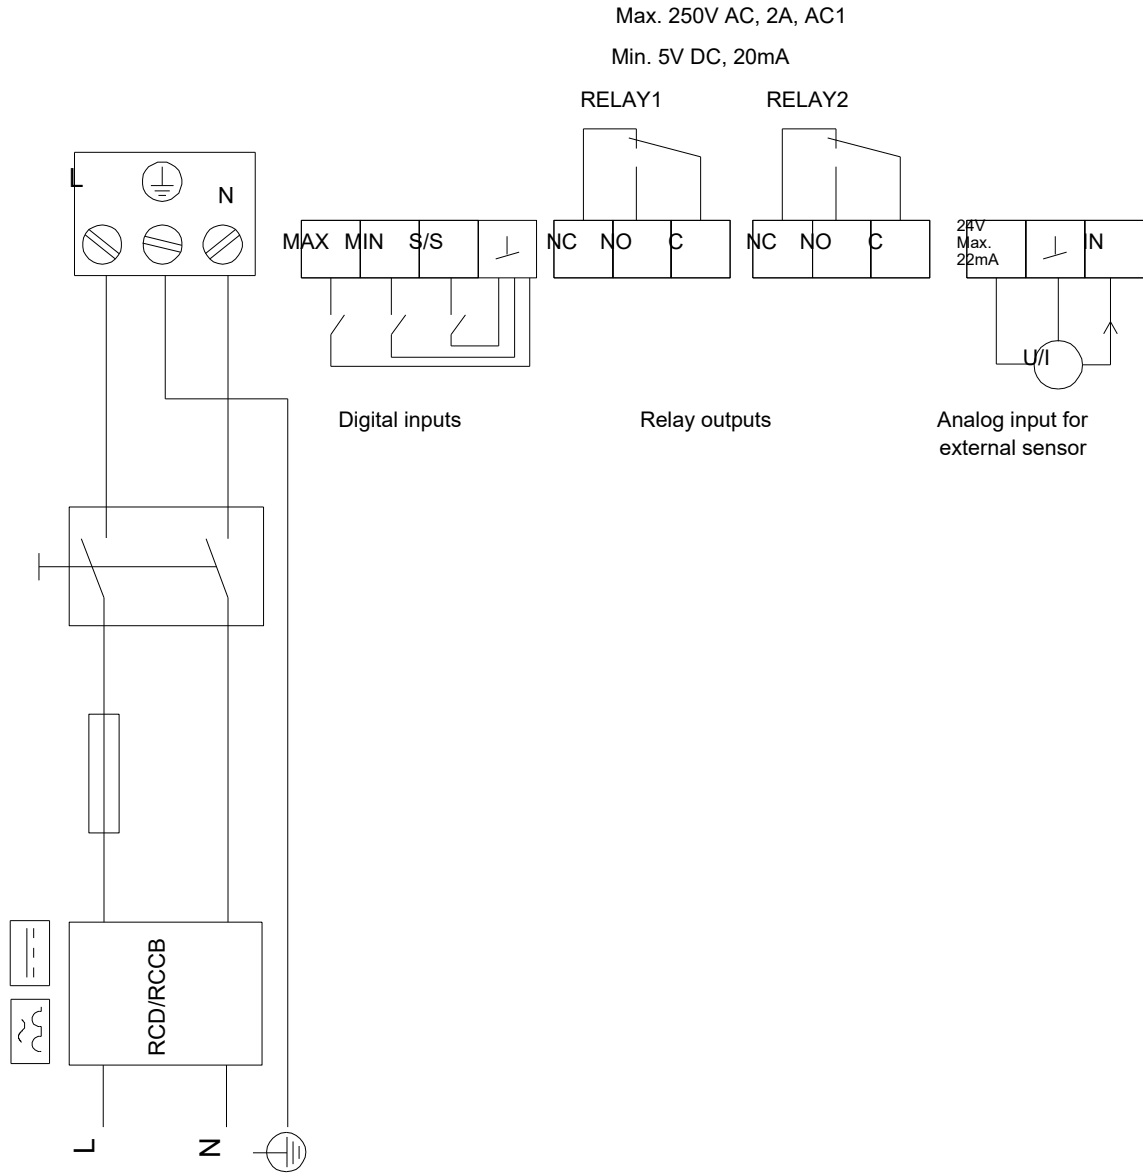 Max. 250V AC, 2A, AC1
Min. 5V DC, 20mA
RELAY1 RELAY2
L
N
MAX MIN S/S NC NO C NC NO C 24V IN
Max.
22mA
U/I
Digital inputs Relay outputs Analog input for
external sensor
RCD/RCCB
L N